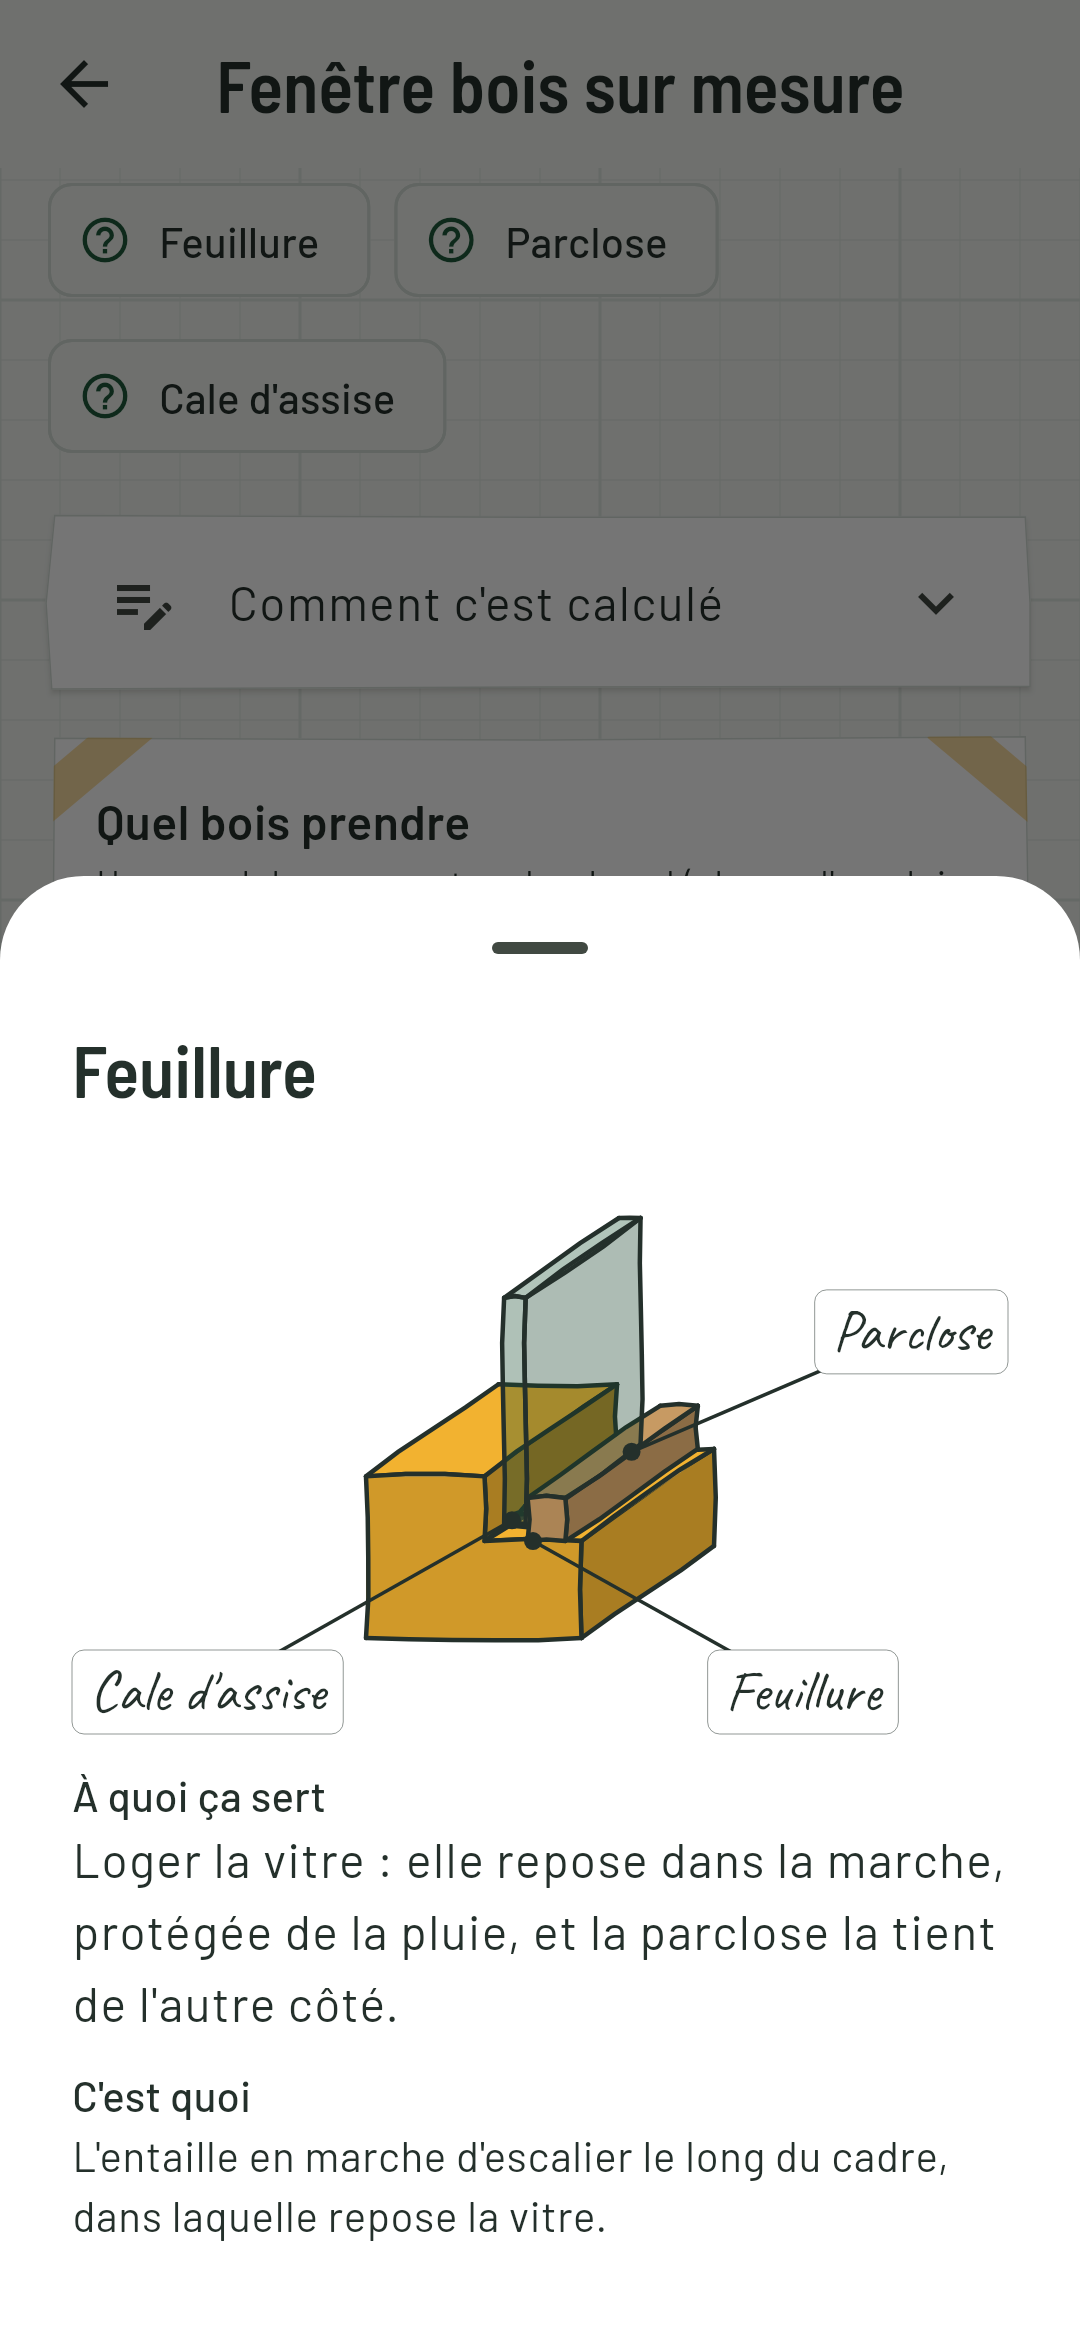 Fenêtre bois sur mesure
Feuillure
Parclose
Cale d'assise
Comment c'est calculé
Quel bois prendre
Feuillure
Parclose
Cale d'assise
Feuillure
À quoi ça sert
Loger la vitre : elle repose dans la marche,
protégée de la pluie, et la parclose la tient
de l'autre côté.
C'est quoi
L'entaille en marche d'escalier le long du cadre,
dans laquelle repose la vitre.